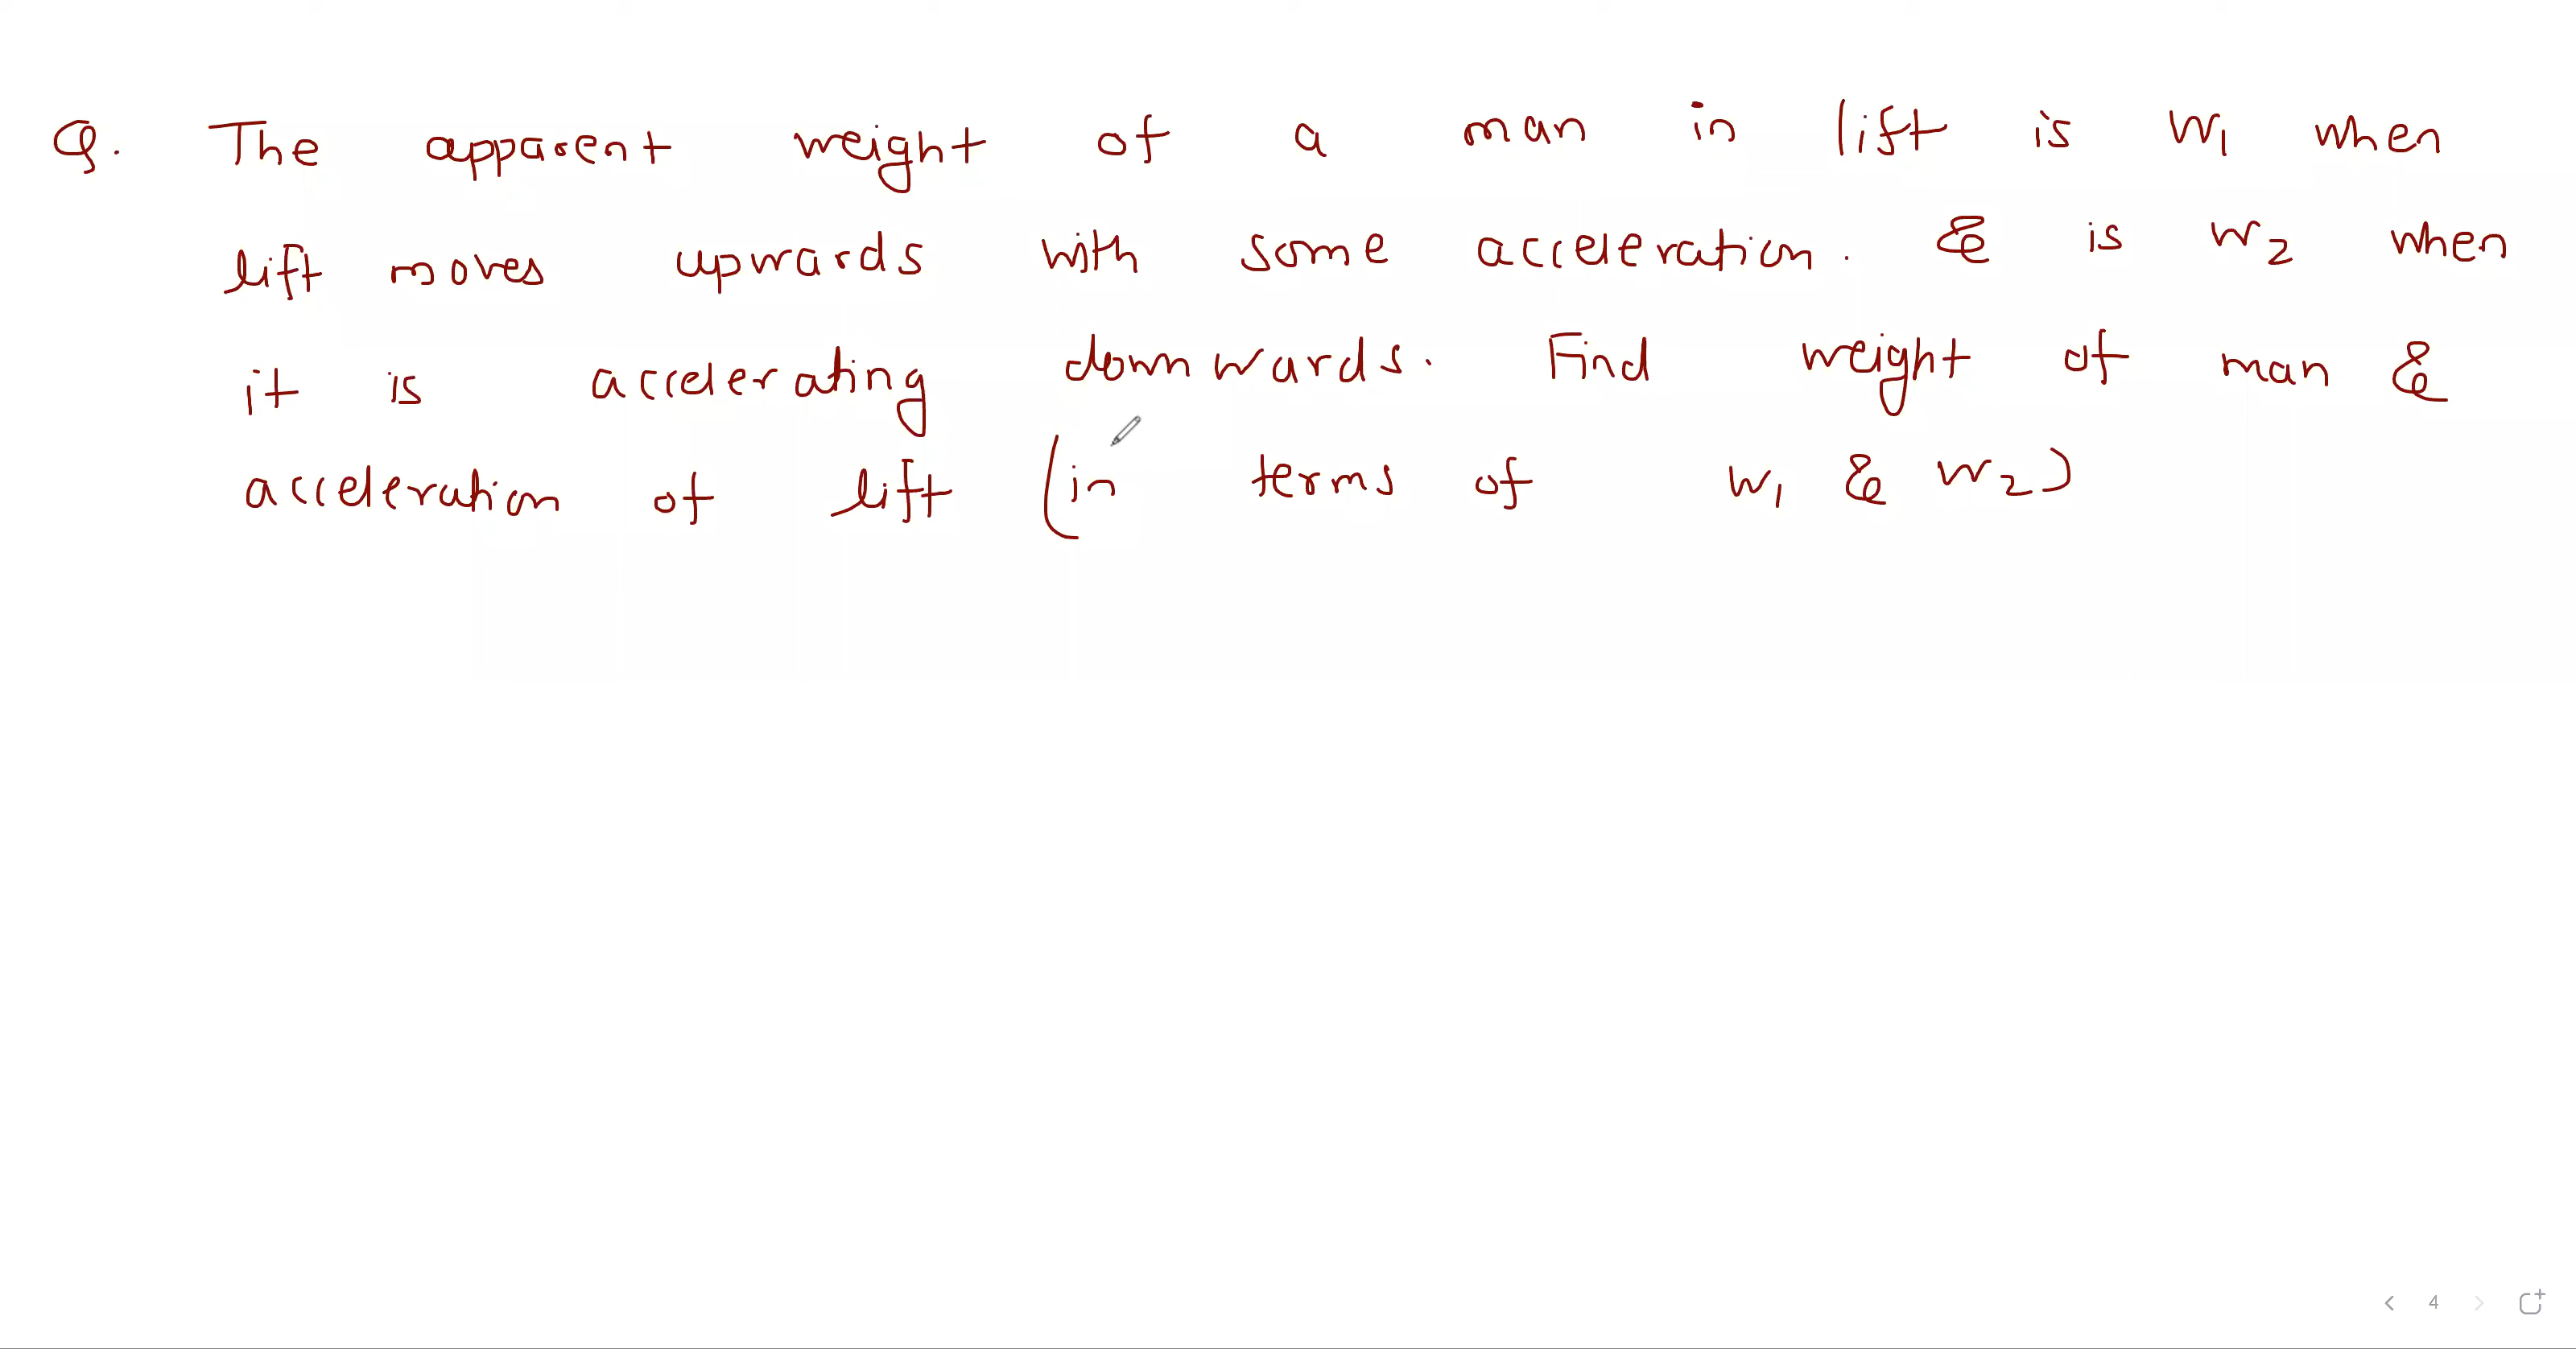 Q. The apparent weight of a man in lift is W1 when
lift moves upwards with some acceleration. & is W2 when
it is accelerating downwards. Find weight of man &
acceleration of lift (in terms of W1 & W2)
4